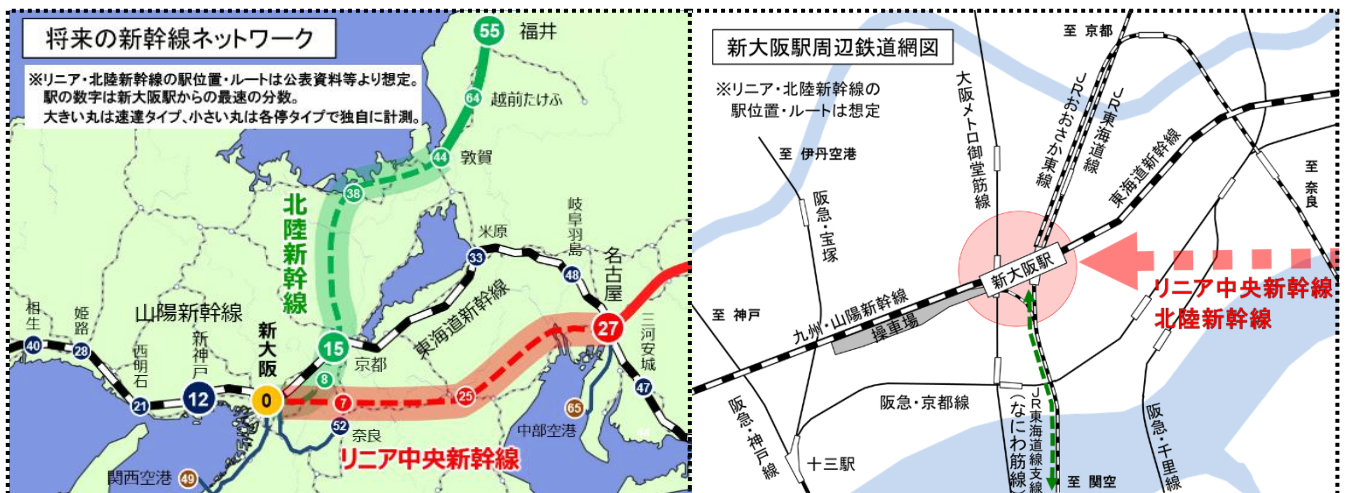 将来の新幹線ネットワーク
※リニア・北陸新幹線の駅位置・ルートは公表資料等より想定。
駅の数字は新大阪駅からの最速の分数。
大きい丸は速達タイプ、小さい丸は各停タイプで独自に計測。
55
福井
64
越前たけふ
44
敦賀
38
北陸新幹線
米原
33
岐阜羽島
48
名古屋
27
三河安城
47
44
中部空港
65
東海道新幹線
15
京都
8
新大阪
0
7
25
52
奈良
リニア中央新幹線
関西空港
49
山陽新幹線
新神戸
12
西明石
21
姫路
28
相生
40
新大阪駅周辺鉄道網図
※リニア・北陸新幹線の
駅位置・ルートは想定
至 京都
大阪メトロ御堂筋線
JRおおさか東線
JR東海道線
東海道新幹線
至 奈良
至 伊丹空港
阪急・宝塚
新大阪駅
リニア中央新幹線
北陸新幹線
九州・山陽新幹線
操車場
至 神戸
阪急・神戸線
阪急・京都線
十三駅
JR東海道線支線
(なにわ筋線)
至 関空
阪急・千里線